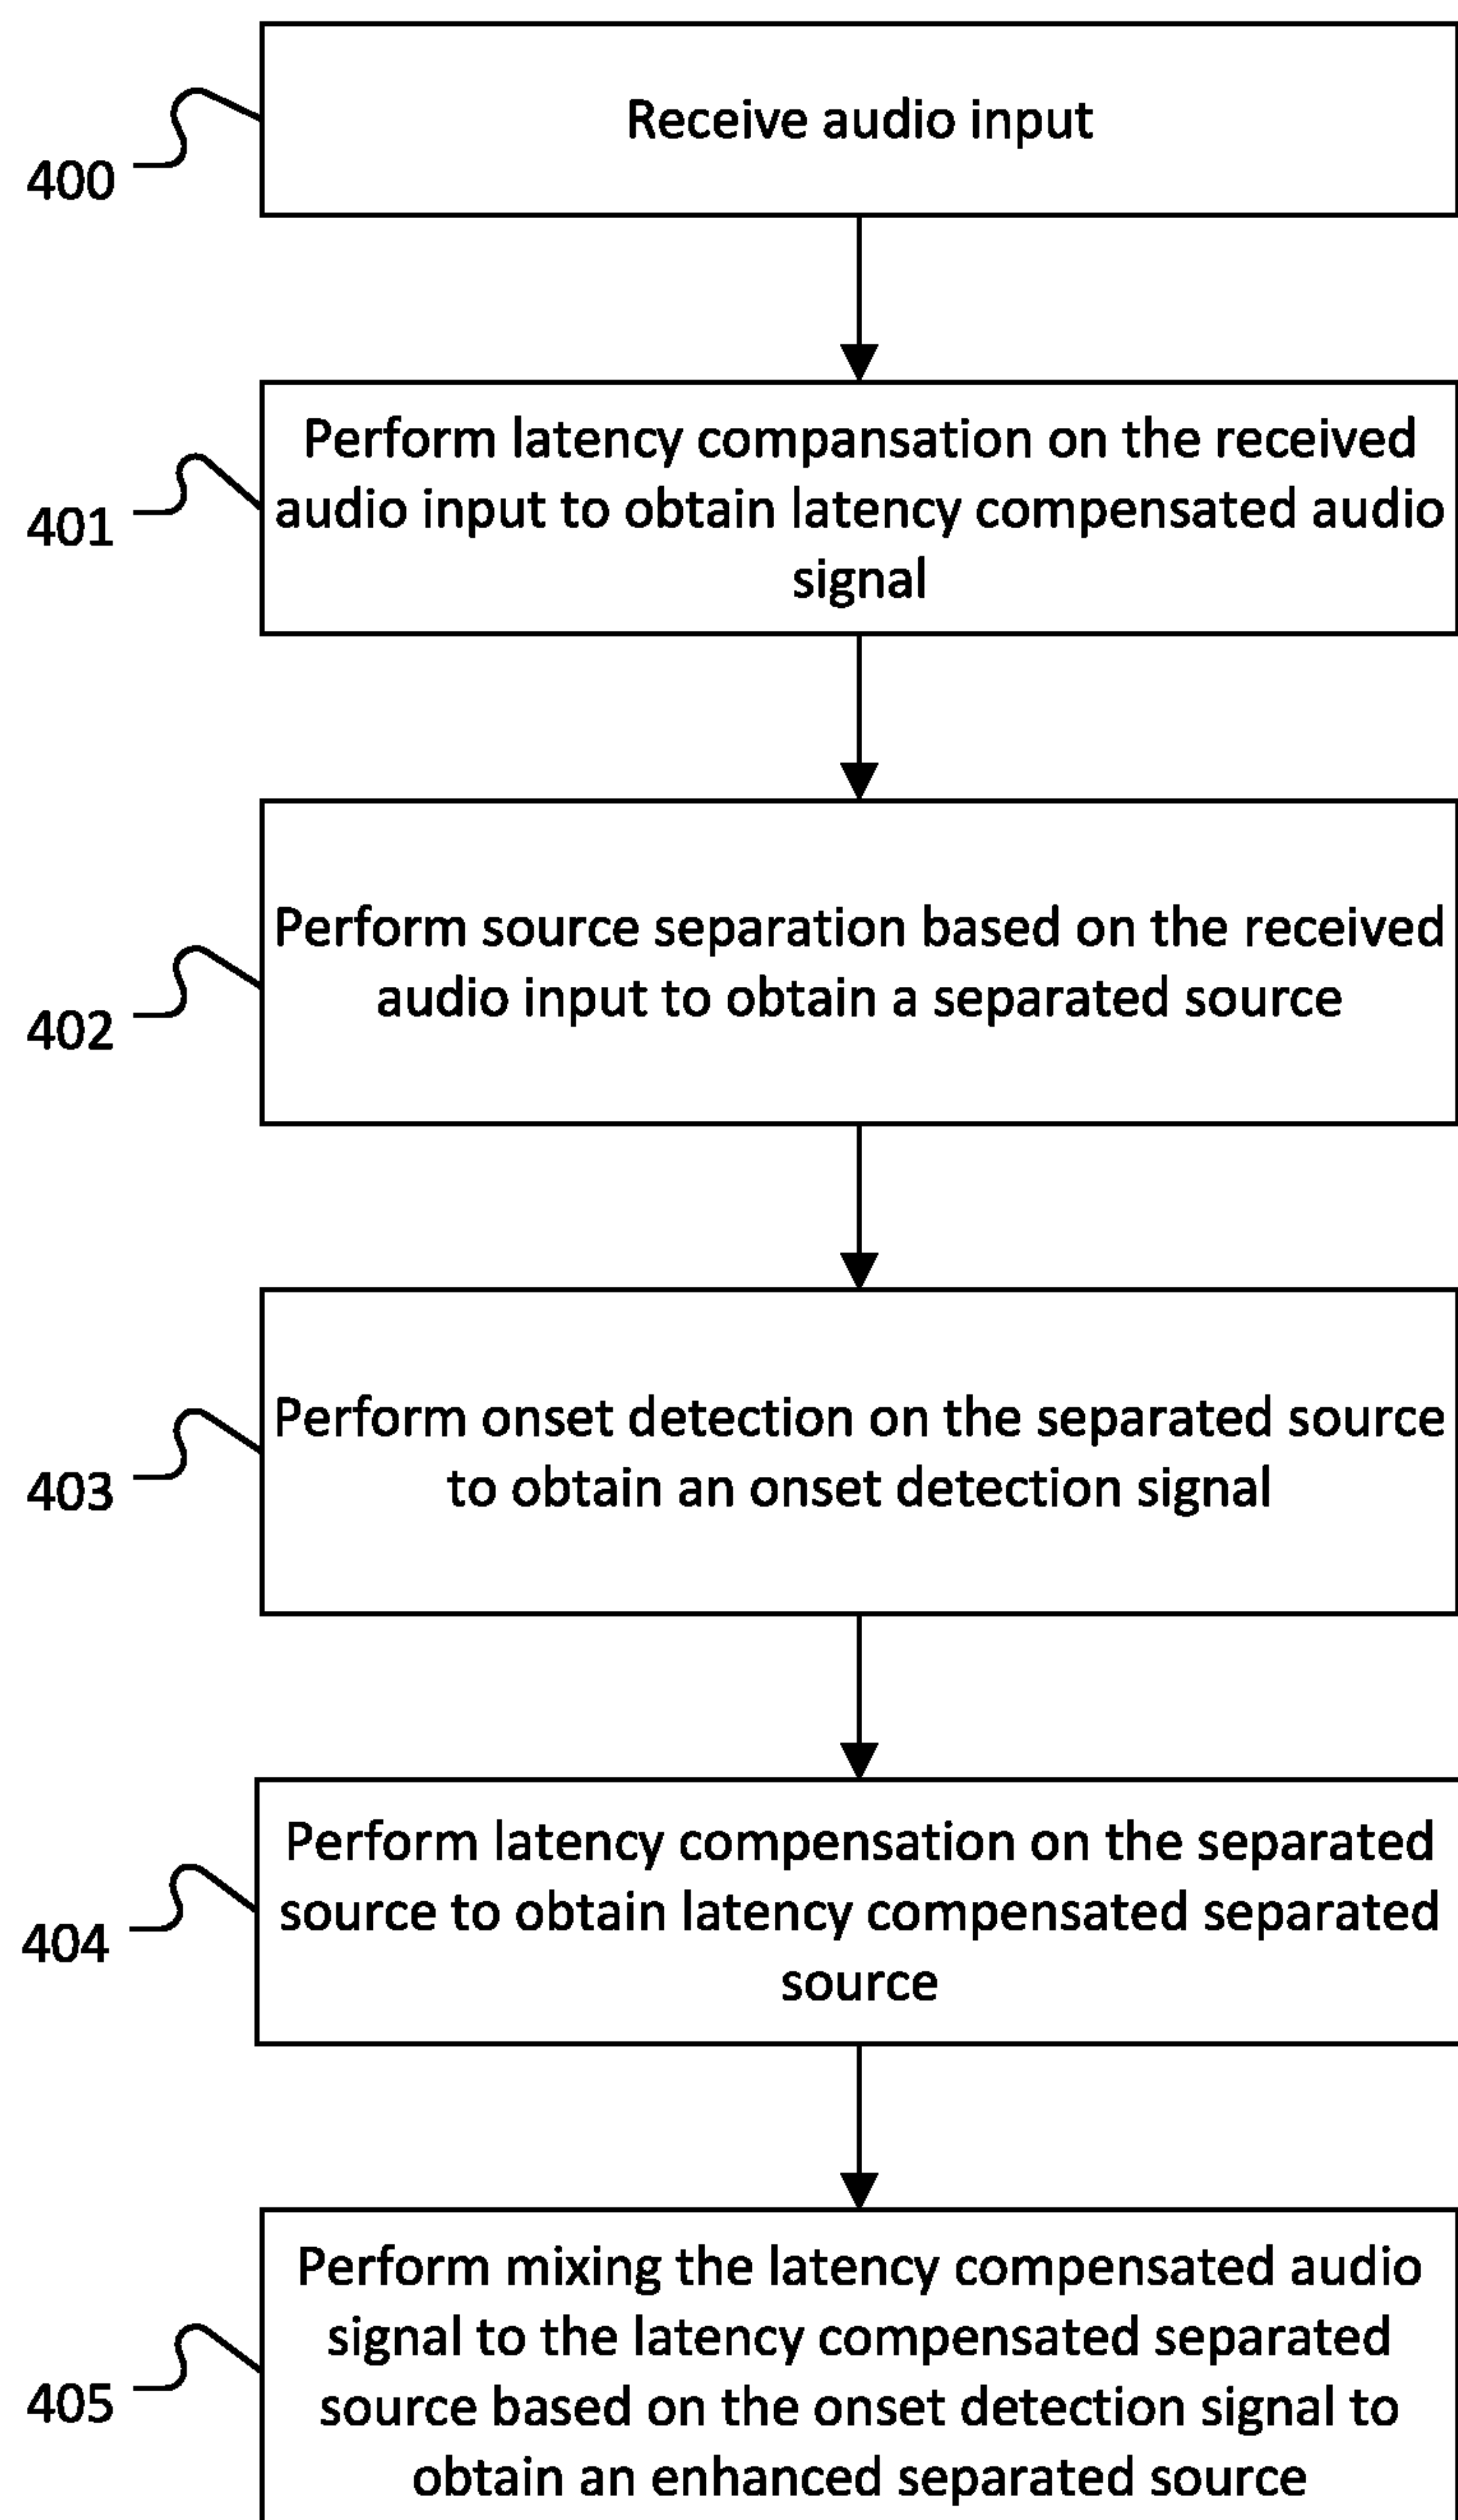 Receive audio input
400
Perform latency compansation on the received
audio input to obtain latency compensated audio
signal
401
Perform source separation based on the received
audio input to obtain a separated source
402
Perform onset detection on the separated source
to obtain an onset detection signal
403
Perform latency compensation on the separated
source to obtain latency compensated separated
source
404
Perform mixing the latency compensated audio
signal to the latency compensated separated
source based on the onset detection signal to
obtain an enhanced separated source
405